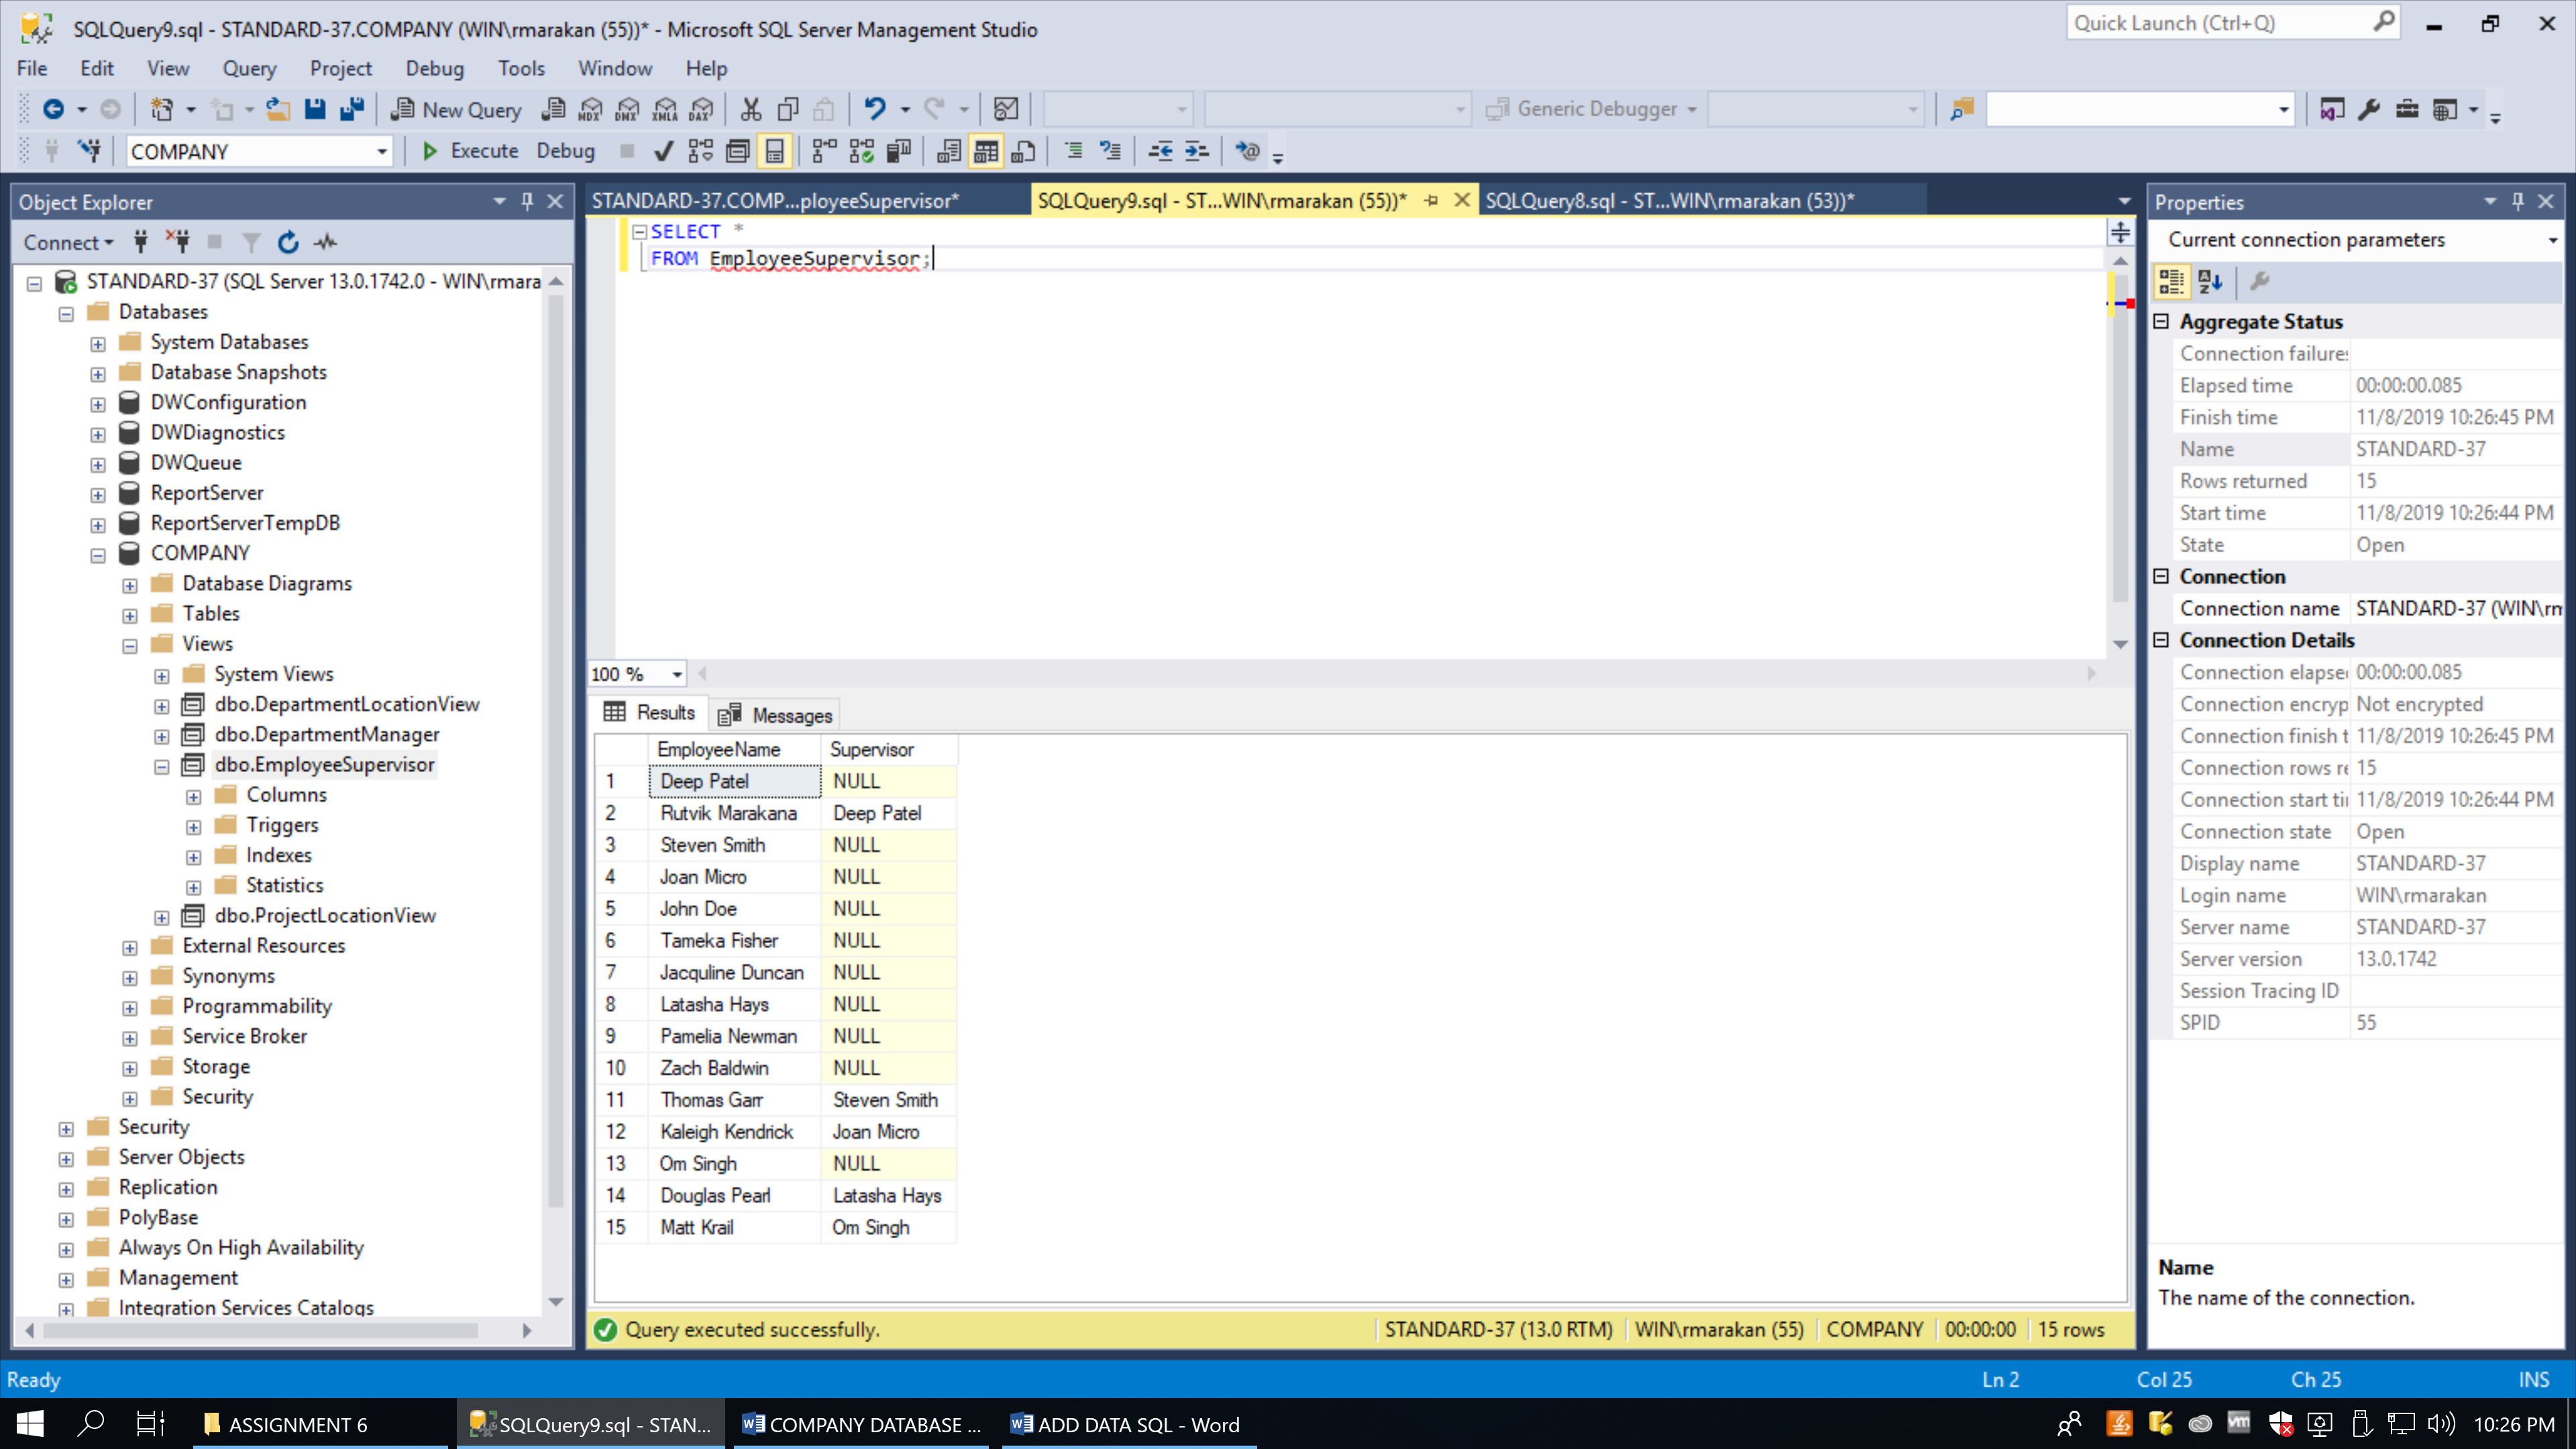 SQLQuery9.sql - STANDARD-37.COMPANY (WIN\rmarakan (55))* - Microsoft SQL Server Management Studio
Quick Launch (Ctrl+Q)
File Edit View Query Project Debug Tools Window Help
New Query MDX DMX XMLA DAX Generic Debugger
COMPANY Execute Debug
Object Explorer
Connect
STANDARD-37 (SQL Server 13.0.1742.0 - WIN\rmara
Databases
System Databases
Database Snapshots
DWConfiguration
DWDiagnostics
DWQueue
ReportServer
ReportServerTempDB
COMPANY
Database Diagrams
Tables
Views
System Views
dbo.DepartmentLocationView
dbo.DepartmentManager
dbo.EmployeeSupervisor
Columns
Triggers
Indexes
Statistics
dbo.ProjectLocationView
External Resources
Synonyms
Programmability
Service Broker
Storage
Security
Security
Server Objects
Replication
PolyBase
Always On High Availability
Management
Integration Services Catalogs
STANDARD-37.COMP...ployeeSupervisor* SQLQuery9.sql - ST...WIN\rmarakan (55))* SQLQuery8.sql - ST...WIN\rmarakan (53))*
SELECT *
FROM EmployeeSupervisor;
100 %
Results Messages
EmployeeName Supervisor
1 Deep Patel NULL
2 Rutvik Marakana Deep Patel
3 Steven Smith NULL
4 Joan Micro NULL
5 John Doe NULL
6 Tameka Fisher NULL
7 Jacquline Duncan NULL
8 Latasha Hays NULL
9 Pamelia Newman NULL
10 Zach Baldwin NULL
11 Thomas Garr Steven Smith
12 Kaleigh Kendrick Joan Micro
13 Om Singh NULL
14 Douglas Pearl Latasha Hays
15 Matt Krail Om Singh
Query executed successfully. STANDARD-37 (13.0 RTM) WIN\rmarakan (55) COMPANY 00:00:00 15 rows
Properties
Current connection parameters
Aggregate Status
Connection failures
Elapsed time 00:00:00.085
Finish time 11/8/2019 10:26:45 PM
Name STANDARD-37
Rows returned 15
Start time 11/8/2019 10:26:44 PM
State Open
Connection
Connection name STANDARD-37 (WIN\rm
Connection Details
Connection elapse 00:00:00.085
Connection encryp Not encrypted
Connection finish t 11/8/2019 10:26:45 PM
Connection rows re 15
Connection start tir 11/8/2019 10:26:44 PM
Connection state Open
Display name STANDARD-37
Login name WIN\rmarakan
Server name STANDARD-37
Server version 13.0.1742
Session Tracing ID
SPID 55
Name
The name of the connection.
Ready Ln 2 Col 25 Ch 25 INS
ASSIGNMENT 6 SQLQuery9.sql - STAN... COMPANY DATABASE ... ADD DATA SQL - Word vm 10:26 PM